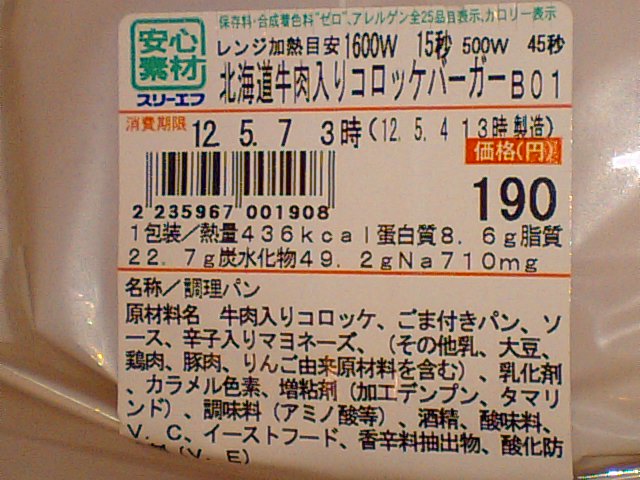 保存料・合成着色料"ゼロ"、アレルゲン全25品目表示、カロリー表示
安心
素材
スリーエフ
レンジ加熱目安 1600W 15秒 500W 45秒
北海道牛肉入りコロッケバーガー B01
消費期限 12. 5. 7 3時(12. 5. 4 13時製造)
価格(円)
190
2 235967 001908
1包装/熱量436kcal蛋白質8.6g脂質
22.7g炭水化物49.2gNa710mg
名称/調理パン
原材料名 牛肉入りコロッケ、ごま付きパン、ソ
ース、辛子入りマヨネーズ、(その他乳、大豆、
鶏肉、豚肉、りんご由来原材料を含む)、乳化剤
、カラメル色素、増粘剤(加工デンプン、タマリ
ンド)、調味料(アミノ酸等)、酒精、酸味料、
V.C、イーストフード、香辛料抽出物、酸化防
(V.E)